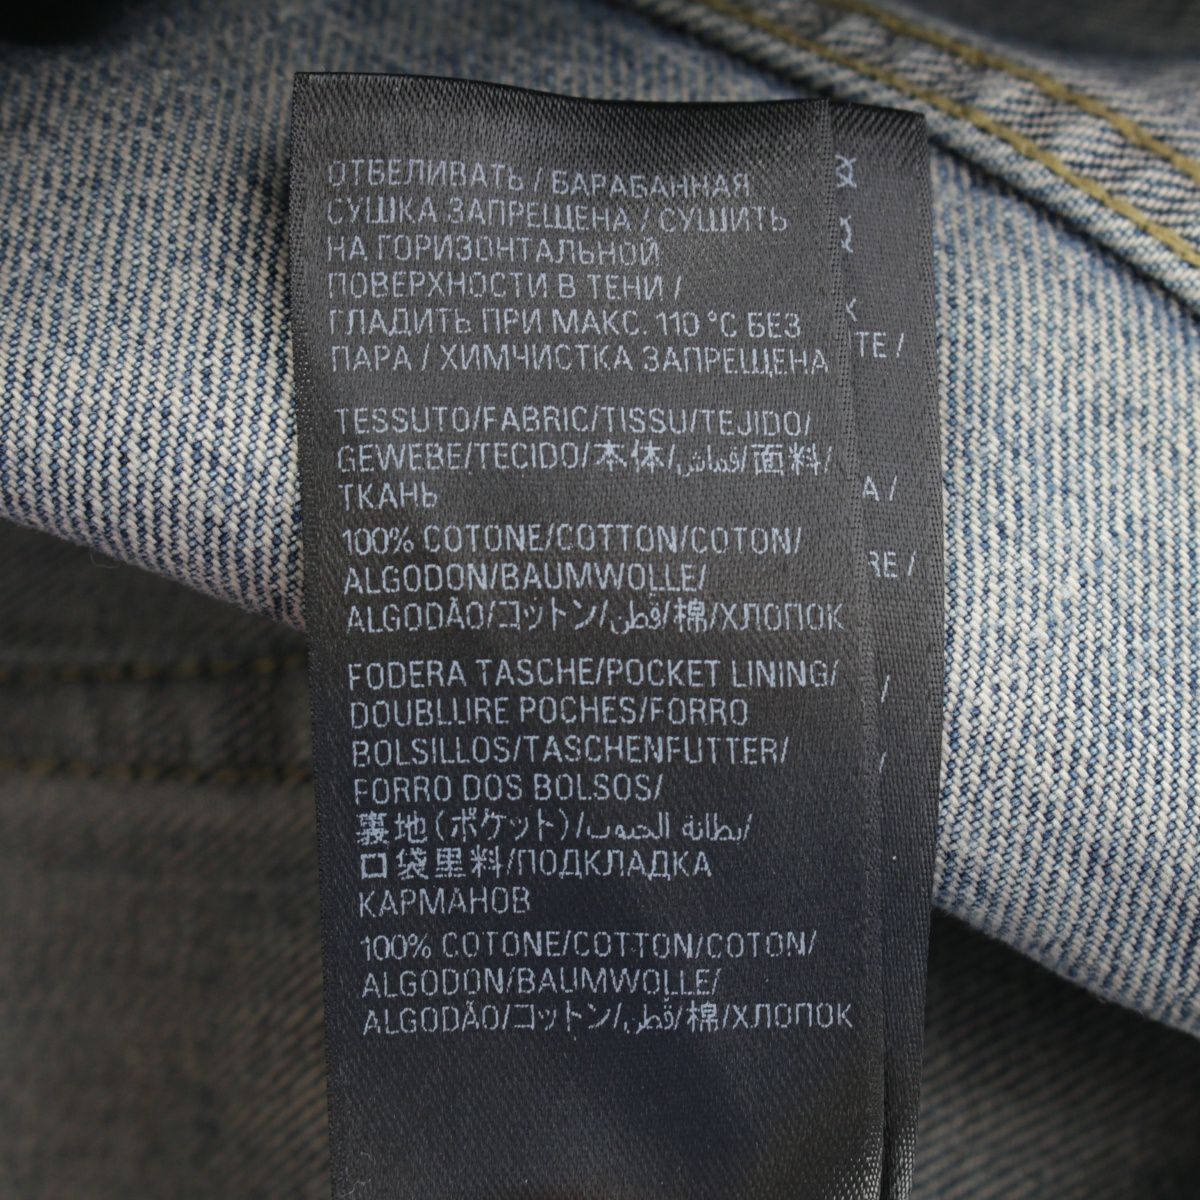 ОТБЕЛИВАТЬ / БАРАБАННАЯ
СУШКА ЗАПРЕЩЕНА / СУШИТЬ
НА ГОРИЗОНТАЛЬНОЙ
ПОВЕРХНОСТИ В ТЕНИ /
ГЛАДИТЬ ПРИ МАКС. 110 °C БЕЗ
ПАРА / ХИМЧИСТКА ЗАПРЕЩЕНА
TESSUTO/FABRIC/TISSU/TEJIDO/
GEWEBE/TECIDO/本体/قماش/面料/
ТКАНЬ
100% COTONE/COTTON/COTON/
ALGODON/BAUMWOLLE/
ALGODÃO/コットン/قطن/棉/ХЛОПОК
FODERA TASCHE/POCKET LINING/
DOUBLURE POCHES/FORRO
BOLSILLOS/TASCHENFUTTER/
FORRO DOS BOLSOS/
裏地(ポケット)/بطانة الجيوب/
口袋里料/ПОДКЛАДКА
КАРМАНОВ
100% COTONE/COTTON/COTON/
ALGODON/BAUMWOLLE/
ALGODÃO/コットン/قطن/棉/ХЛОПОК
TE /
A /
RE /
/
/